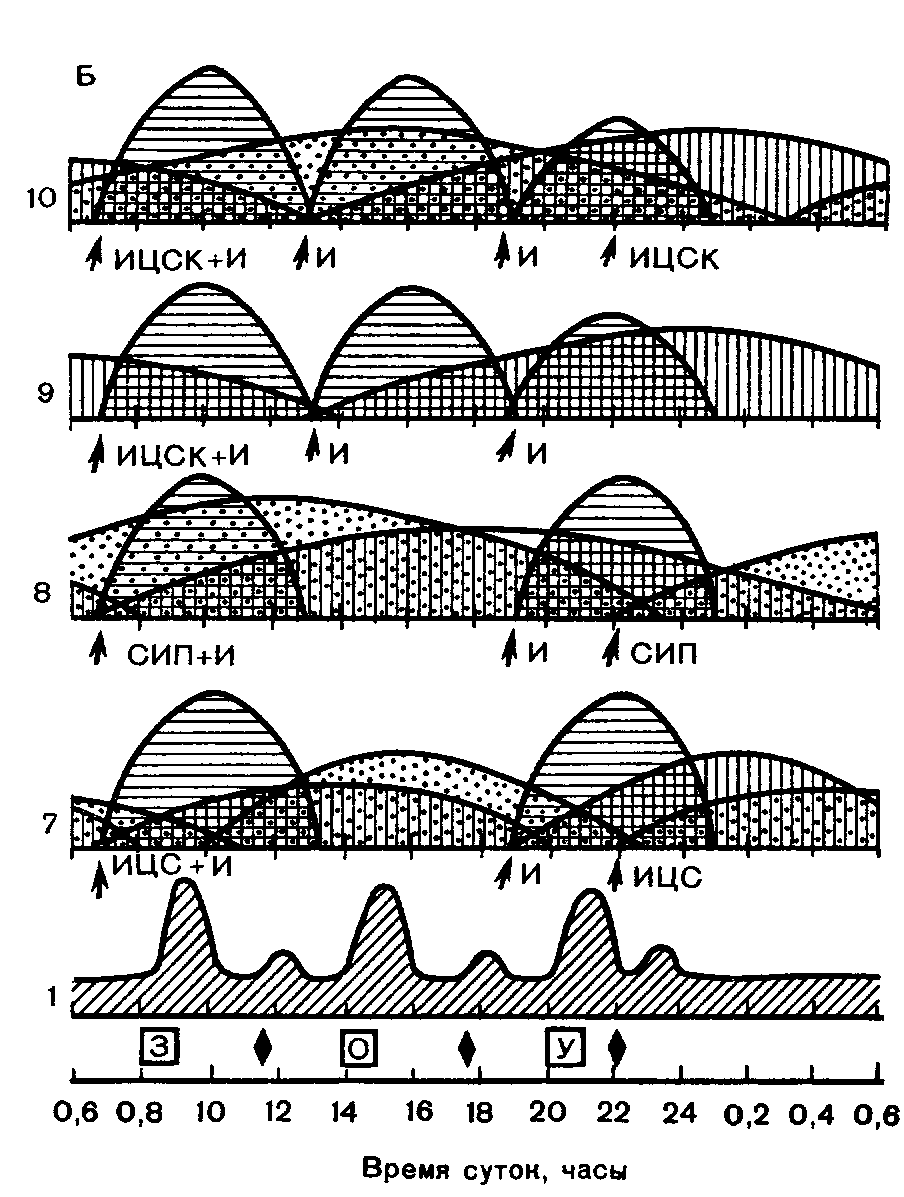 Б
10
ИЦСК+И И И ИЦСК
9
ИЦСК+И И И
8
СИП+И И СИП
7
ИЦС+И И ИЦС
1
З О У
0,6 0,8 10 12 14 16 18 20 22 24 0,2 0,4 0,6
Время суток, часы